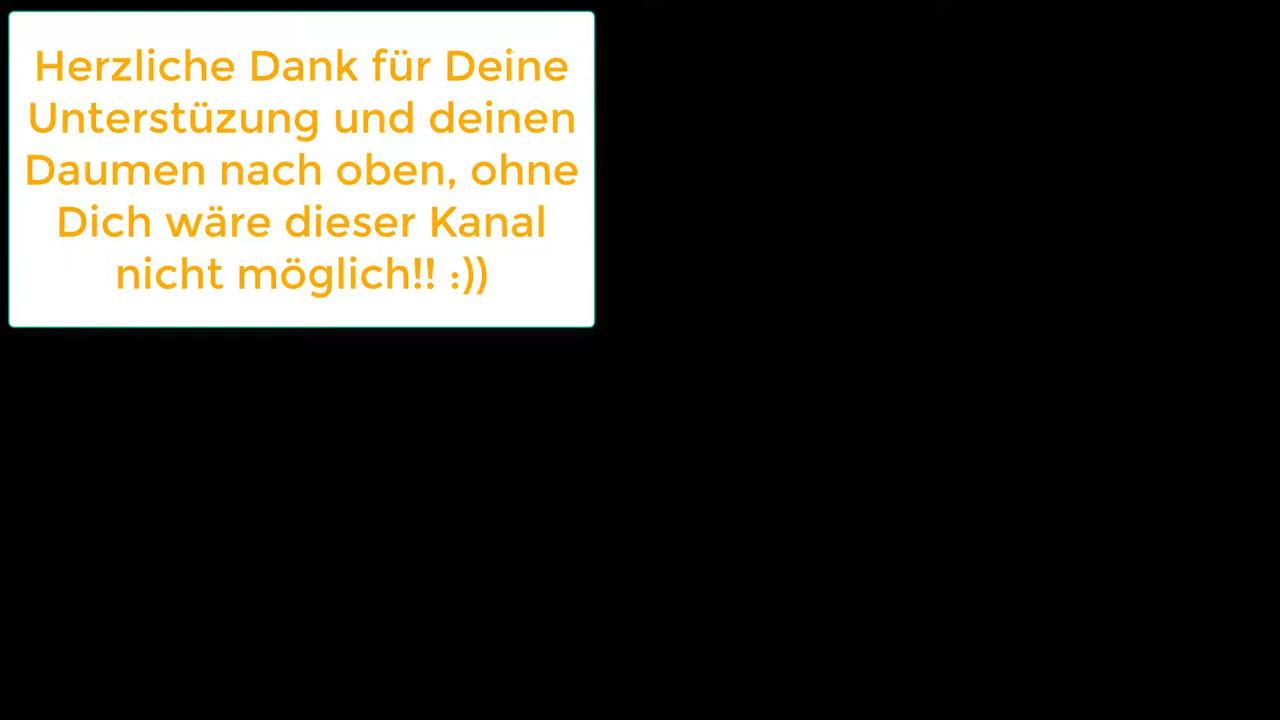 Herzliche Dank für Deine
Unterstüzung und deinen
Daumen nach oben, ohne
Dich wäre dieser Kanal
nicht möglich!! :))